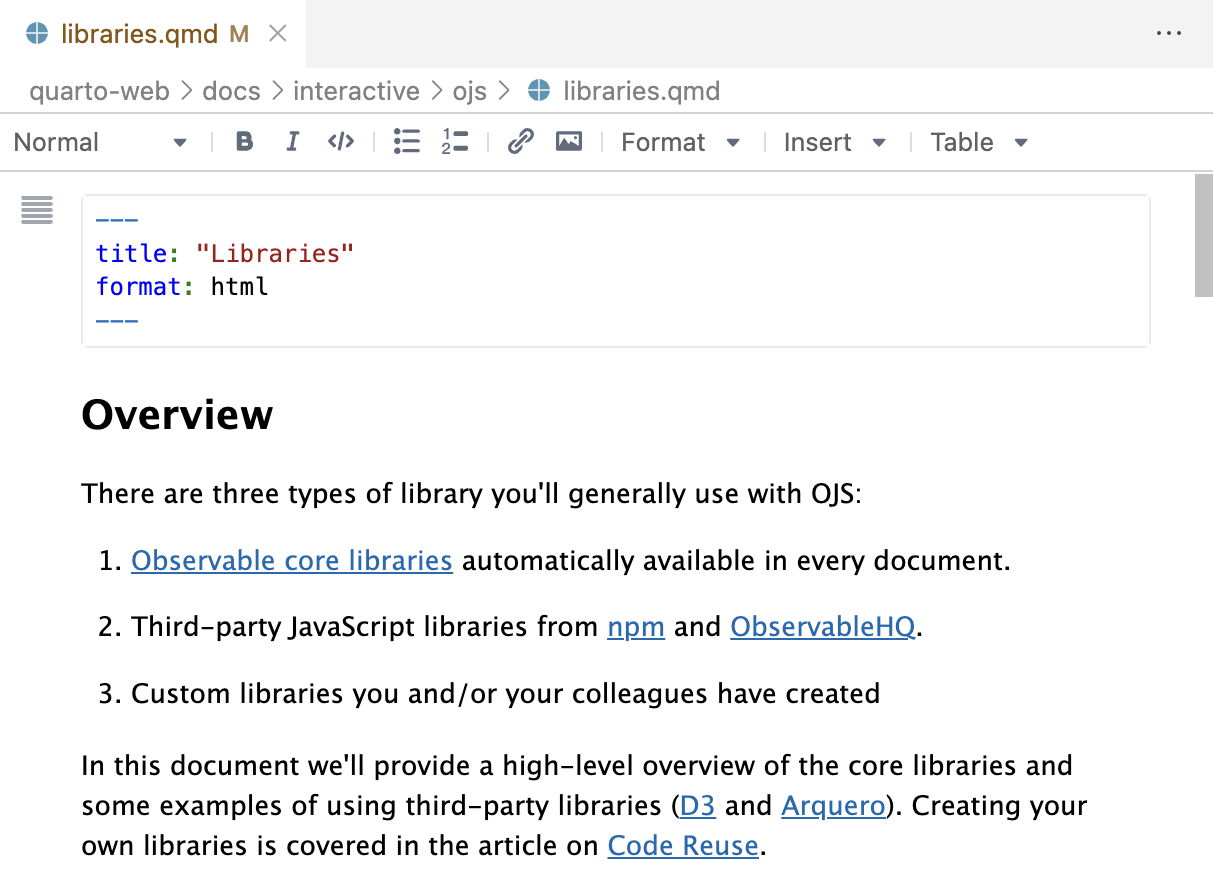 libraries.qmd M
quarto-web > docs > interactive > ojs > libraries.qmd
Normal B I </> Format Insert Table
---
title: "Libraries"
format: html
---
Overview
There are three types of library you'll generally use with OJS:
1. Observable core libraries automatically available in every document.
2. Third-party JavaScript libraries from npm and ObservableHQ.
3. Custom libraries you and/or your colleagues have created
In this document we'll provide a high-level overview of the core libraries and
some examples of using third-party libraries (D3 and Arquero). Creating your
own libraries is covered in the article on Code Reuse.